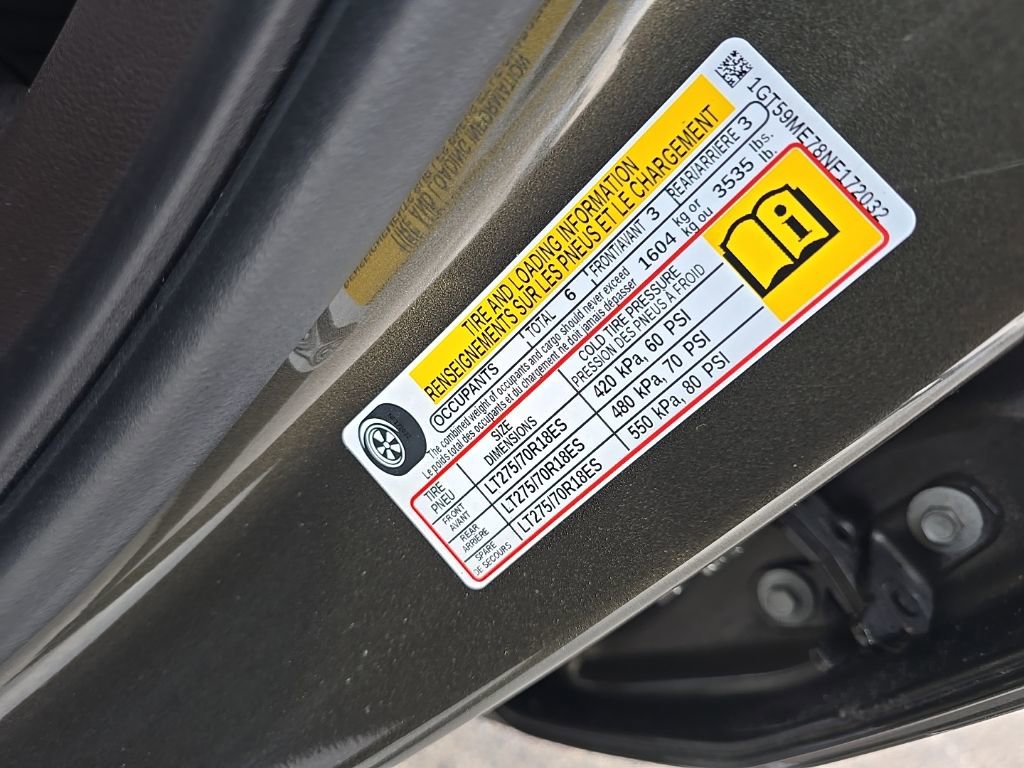 1GT59ME78NF172032
TIRE AND LOADING INFORMATION
RENSEIGNEMENTS SUR LES PNEUS ET LE CHARGEMENT
OCCUPANTS TOTAL 6 FRONT/AVANT 3 REAR/ARRIÈRE 3
The combined weight of occupants and cargo should never exceed 1604 kg or 3535 lbs.
Le poids total des occupants et du chargement ne doit jamais dépasser kg ou lb.
TIRE SIZE COLD TIRE PRESSURE
PNEU DIMENSIONS PRESSION DES PNEUS À FROID
FRONT
AVANT LT275/70R18ES 420 kPa, 60 PSI
REAR
ARRIÈRE LT275/70R18ES 480 kPa, 70 PSI
SPARE
DE SECOURS LT275/70R18ES 550 kPa, 80 PSI